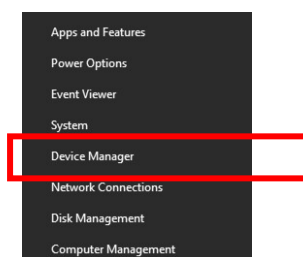 Apps and Features
Power Options
Event Viewer
System
Device Manager
Network Connections
Disk Management
Computer Management